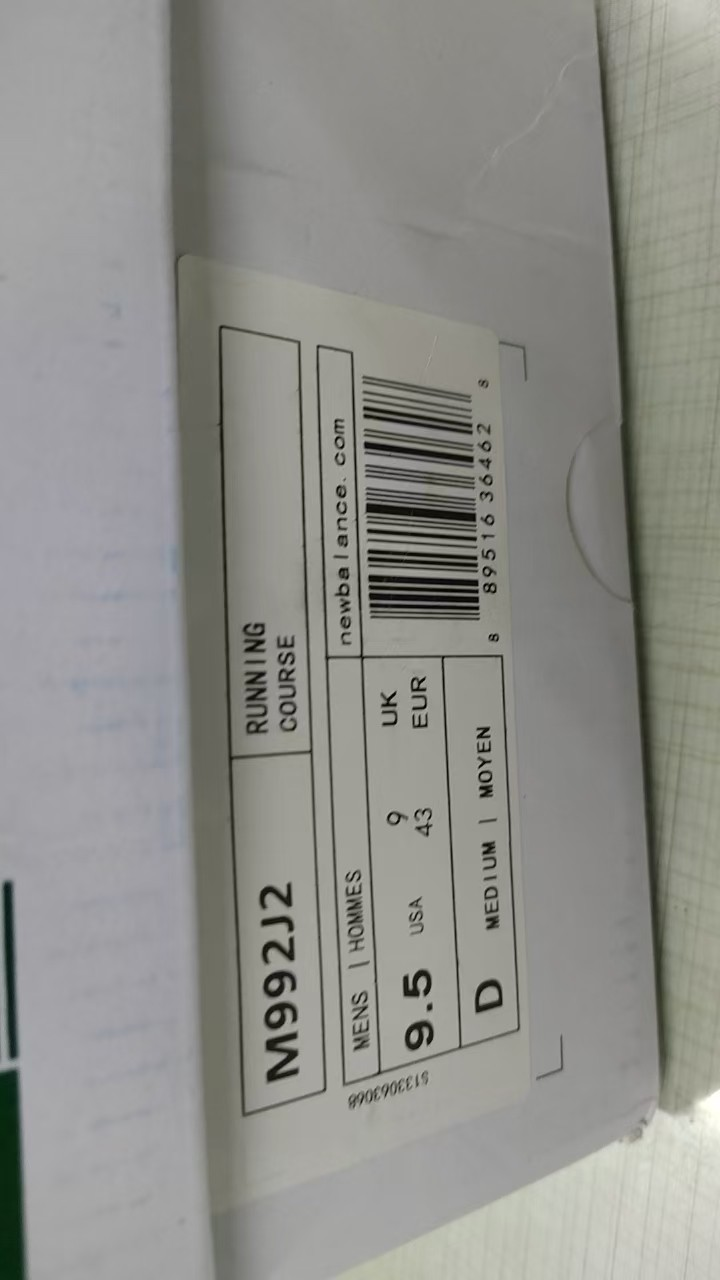 M992J2
RUNNING
COURSE
MENS | HOMMES
newbalance.com
9.5 USA 9 UK
43 EUR
D MEDIUM | MOYEN
8 89516 36462 8
S133063068